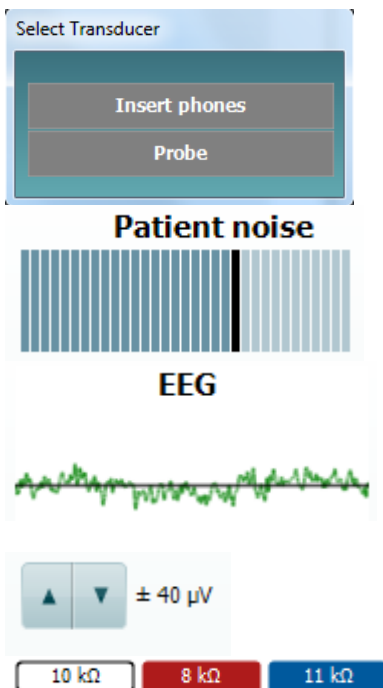 Select Transducer
Insert phones
Probe
Patient noise
EEG
± 40 µV
10 kΩ 8 kΩ 11 kΩ